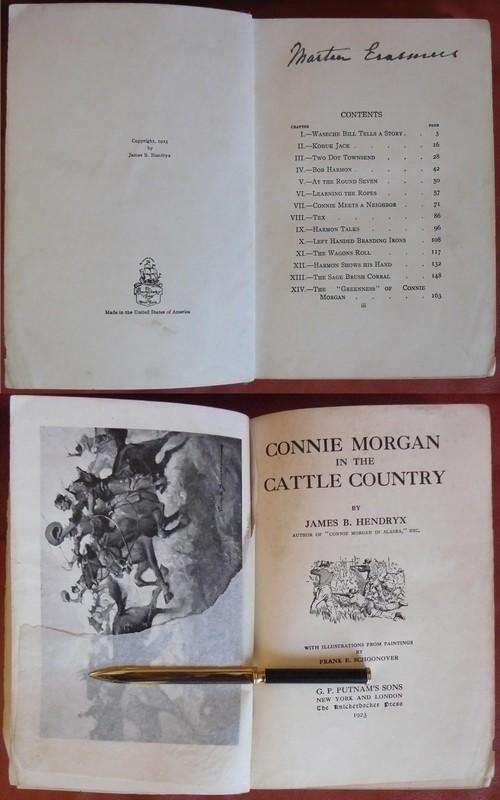 Copyright, 1923
by
James B. Hendryx
Made in the United States of America
Marten Erasmus
CONTENTS
CHAPTER PAGE
I.—Waseche Bill Tells a Story . . 3
II.—Kobuk Jack . . . . . 16
III.—Two Dot Townsend . . . 28
IV.—Bob Harmon . . . . . 42
V.—At the Round Seven . . . 50
VI.—Learning the Ropes . . . 57
VII.—Connie Meets a Neighbor . . 71
VIII.—Tex . . . . . . 86
IX.—Harmon Talks . . . . 96
X.—Left Handed Branding Irons . 108
XI.—The Wagons Roll . . . 117
XII.—Harmon Shows his Hand . . 132
XIII.—The Sage Brush Corral . . 148
XIV.—The "Greenness" of Connie
Morgan . . . . . 163
iii
CONNIE MORGAN
IN THE
CATTLE COUNTRY
BY
JAMES B. HENDRYX
AUTHOR OF "CONNIE MORGAN IN ALASKA," ETC.
WITH ILLUSTRATIONS FROM PAINTINGS
BY
FRANK E. SCHOONOVER
G. P. PUTNAM'S SONS
NEW YORK AND LONDON
The Knickerbocker Press
1923